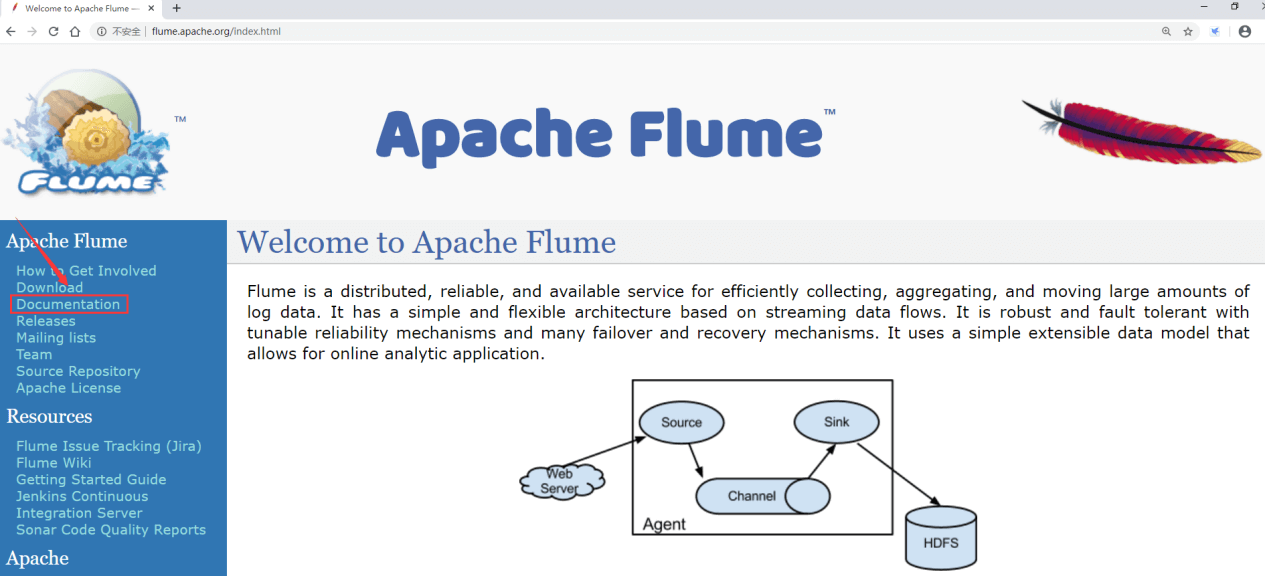 Welcome to Apache Flume —
不安全 | flume.apache.org/index.html
FLUME
TM
Apache Flume™
Apache Flume
How to Get Involved
Download
Documentation
Releases
Mailing lists
Team
Source Repository
Apache License
Resources
Flume Issue Tracking (Jira)
Flume Wiki
Getting Started Guide
Jenkins Continuous
Integration Server
Sonar Code Quality Reports
Apache
Welcome to Apache Flume
Flume is a distributed, reliable, and available service for efficiently collecting, aggregating, and moving large amounts of
log data. It has a simple and flexible architecture based on streaming data flows. It is robust and fault tolerant with
tunable reliability mechanisms and many failover and recovery mechanisms. It uses a simple extensible data model that
allows for online analytic application.
Source
Sink
Web
Server
Channel
Agent
HDFS